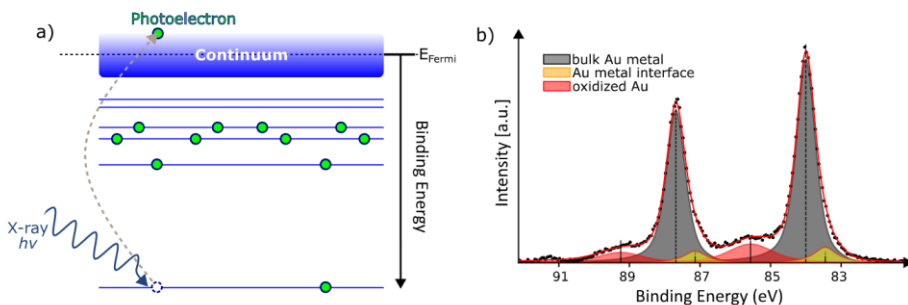 a)
Photoelectron
Continuum
E_Fermi
Binding Energy
X-ray
hv
b)
bulk Au metal
Au metal interface
oxidized Au
Intensity [a.u.]
91 89 87 85 83
Binding Energy (eV)